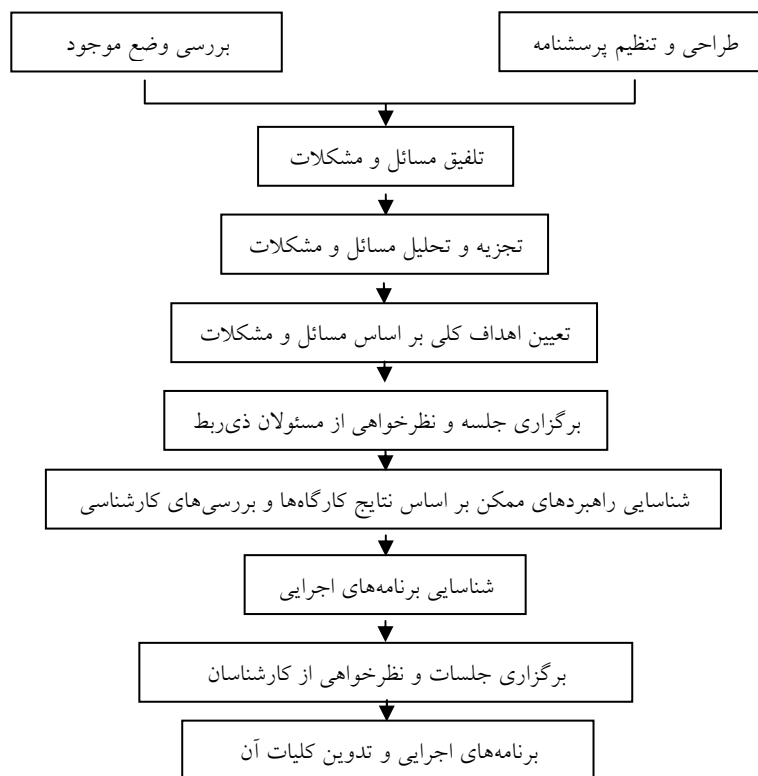 طراحی و تنظیم پرسشنامه
بررسی وضع موجود
تلفیق مسائل و مشکلات
تجزیه و تحلیل مسائل و مشکلات
تعیین اهداف کلی بر اساس مسائل و مشکلات
برگزاری جلسه و نظرخواهی از مسئولان ذی‌ربط
شناسایی راهبردهای ممکن بر اساس نتایج کارگاه‌ها و بررسی‌های کارشناسی
شناسایی برنامه‌های اجرایی
برگزاری جلسات و نظرخواهی از کارشناسان
برنامه‌های اجرایی و تدوین کلیات آن